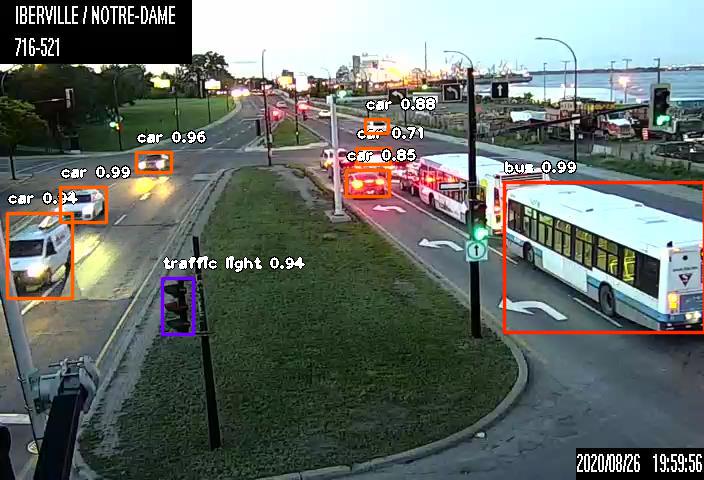 IBERVILLE / NOTRE-DAME
716-521
car 0.88
car 0.96
car 0.71
car 0.85
car 0.99
bus 0.99
car 0.94
traffic light 0.94
2020/08/26 19:59:56